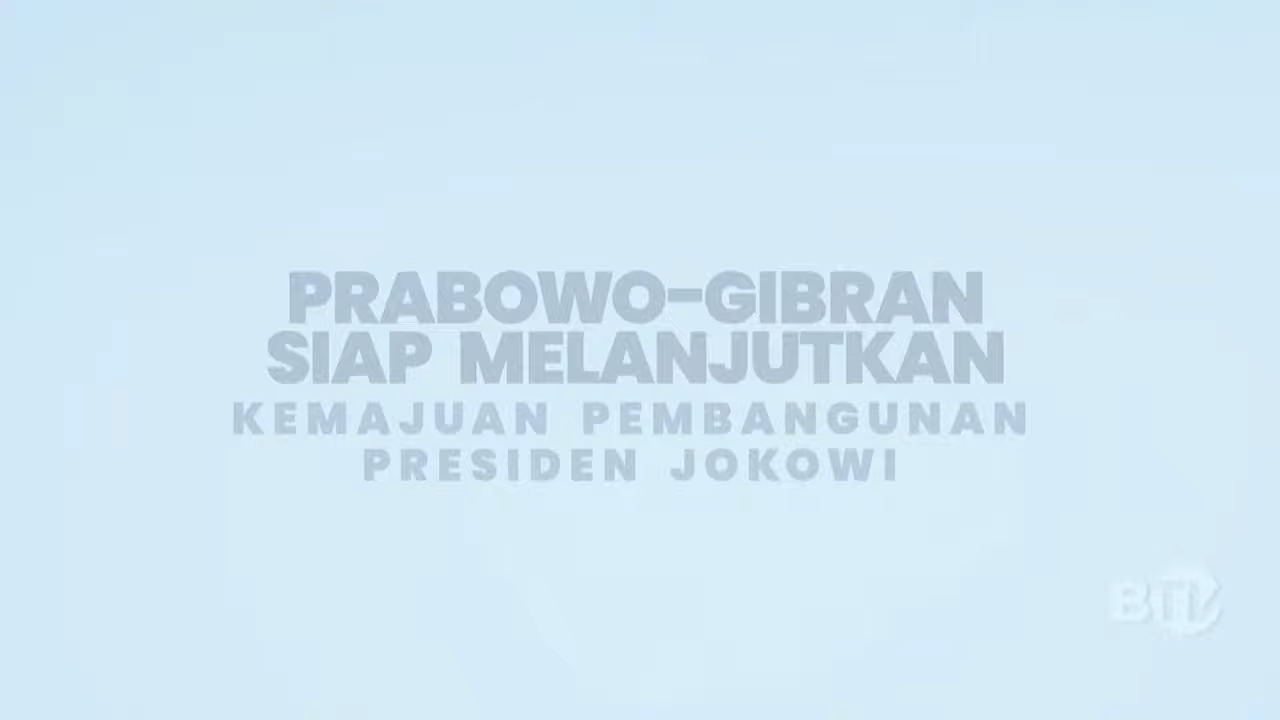 PRABOWO-GIBRAN
SIAP MELANJUTKAN
KEMAJUAN PEMBANGUNAN
PRESIDEN JOKOWI
BTV